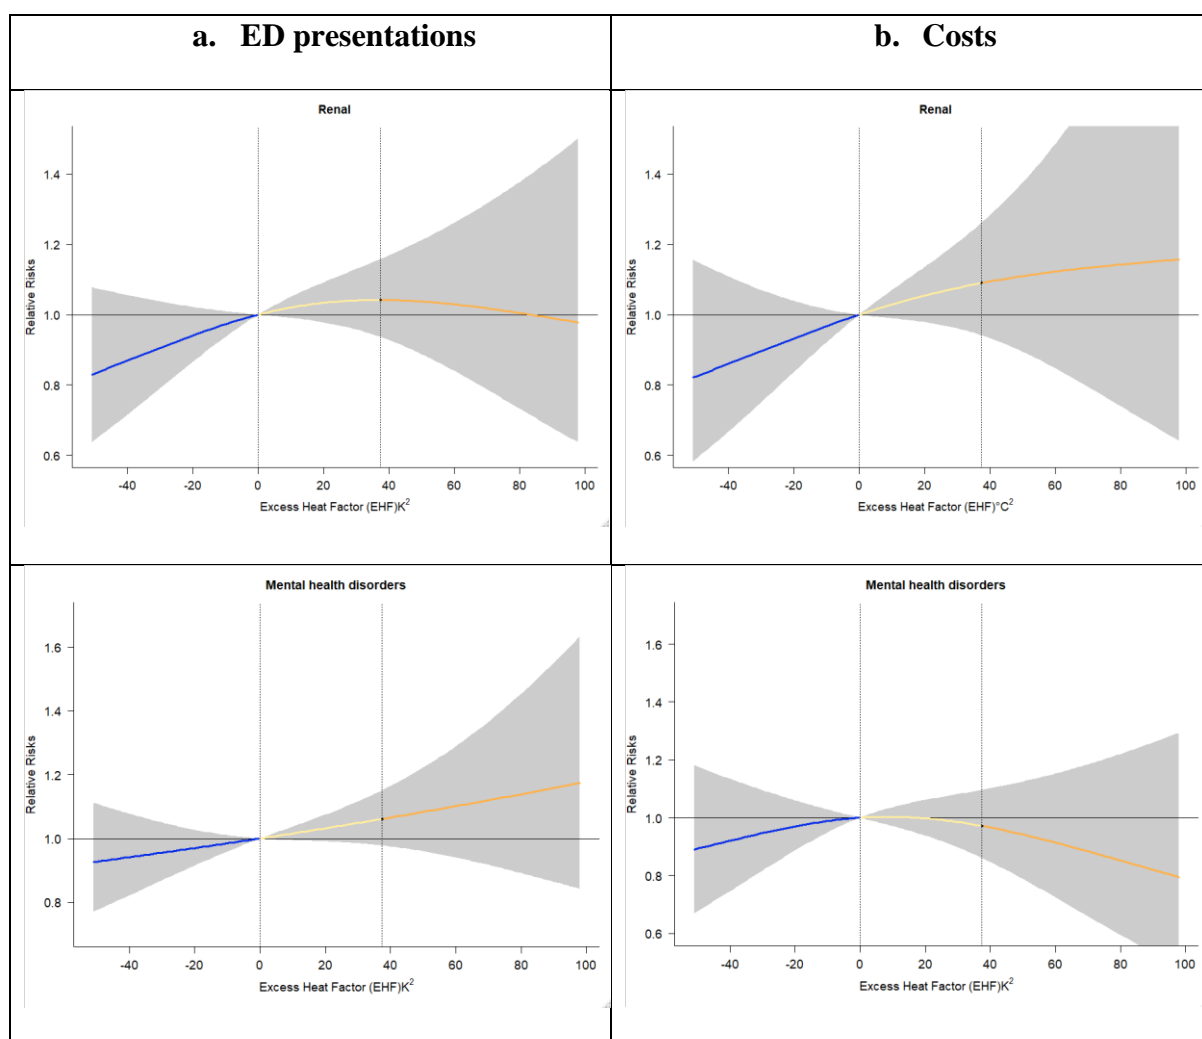 a. ED presentations
b. Costs
Renal
1.4
1.2
1.0
0.8
0.6
Relative Risks
-40 -20 0 20 40 60 80 100
Excess Heat Factor (EHF)K²
Renal
1.4
1.2
1.0
0.8
0.6
Relative Risks
-40 -20 0 20 40 60 80 100
Excess Heat Factor (EHF)°C²
Mental health disorders
1.6
1.4
1.2
1.0
0.8
Relative Risks
-40 -20 0 20 40 60 80 100
Excess Heat Factor (EHF)K²
Mental health disorders
1.6
1.4
1.2
1.0
0.8
0.6
Relative Risks
-40 -20 0 20 40 60 80 100
Excess Heat Factor (EHF)K²